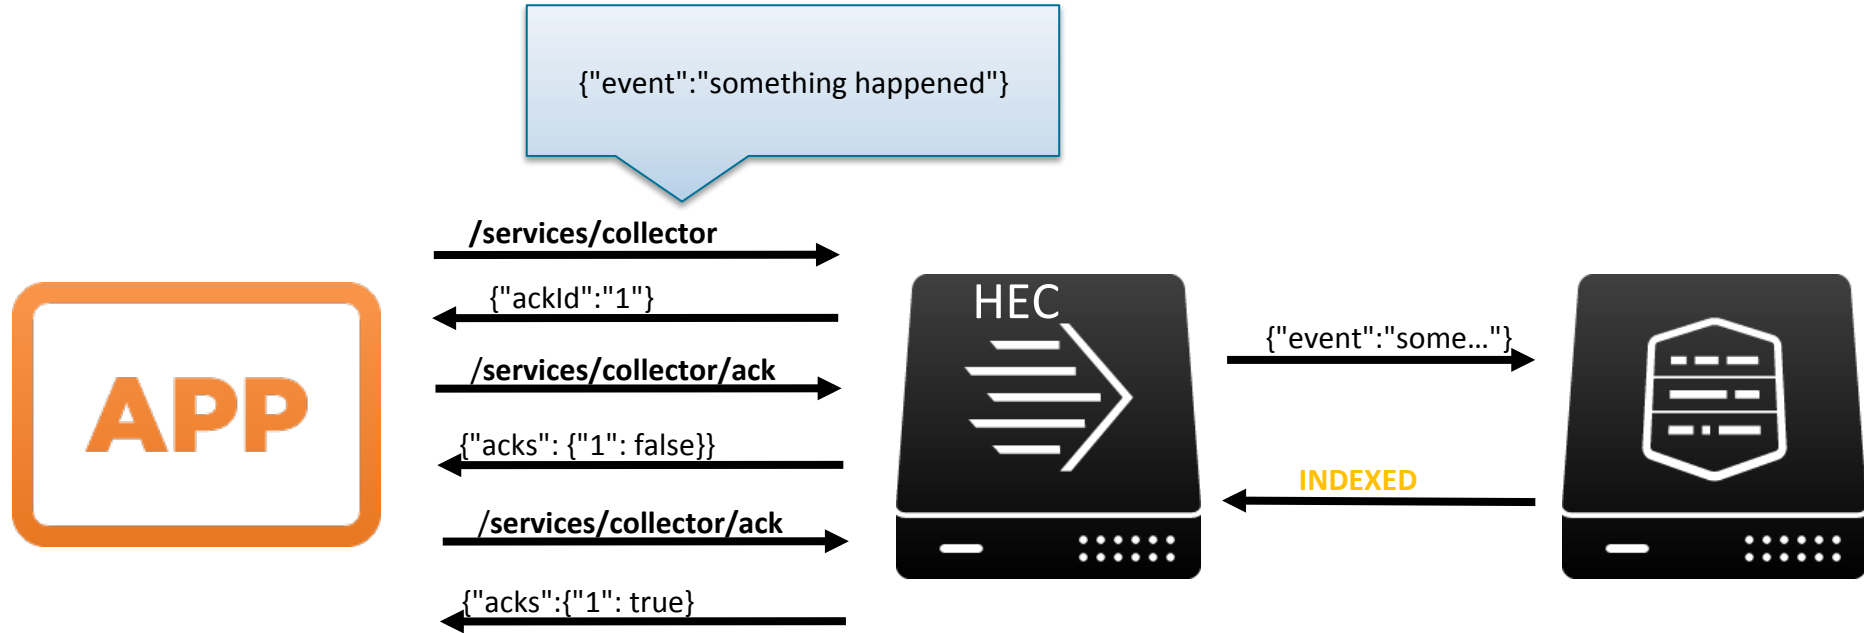 {"event":"something happened"}
/services/collector
{"ackId":"1"}
/services/collector/ack
{"acks": {"1": false}}
/services/collector/ack
{"acks":{"1": true}
APP
HEC
{"event":"some..."}
INDEXED